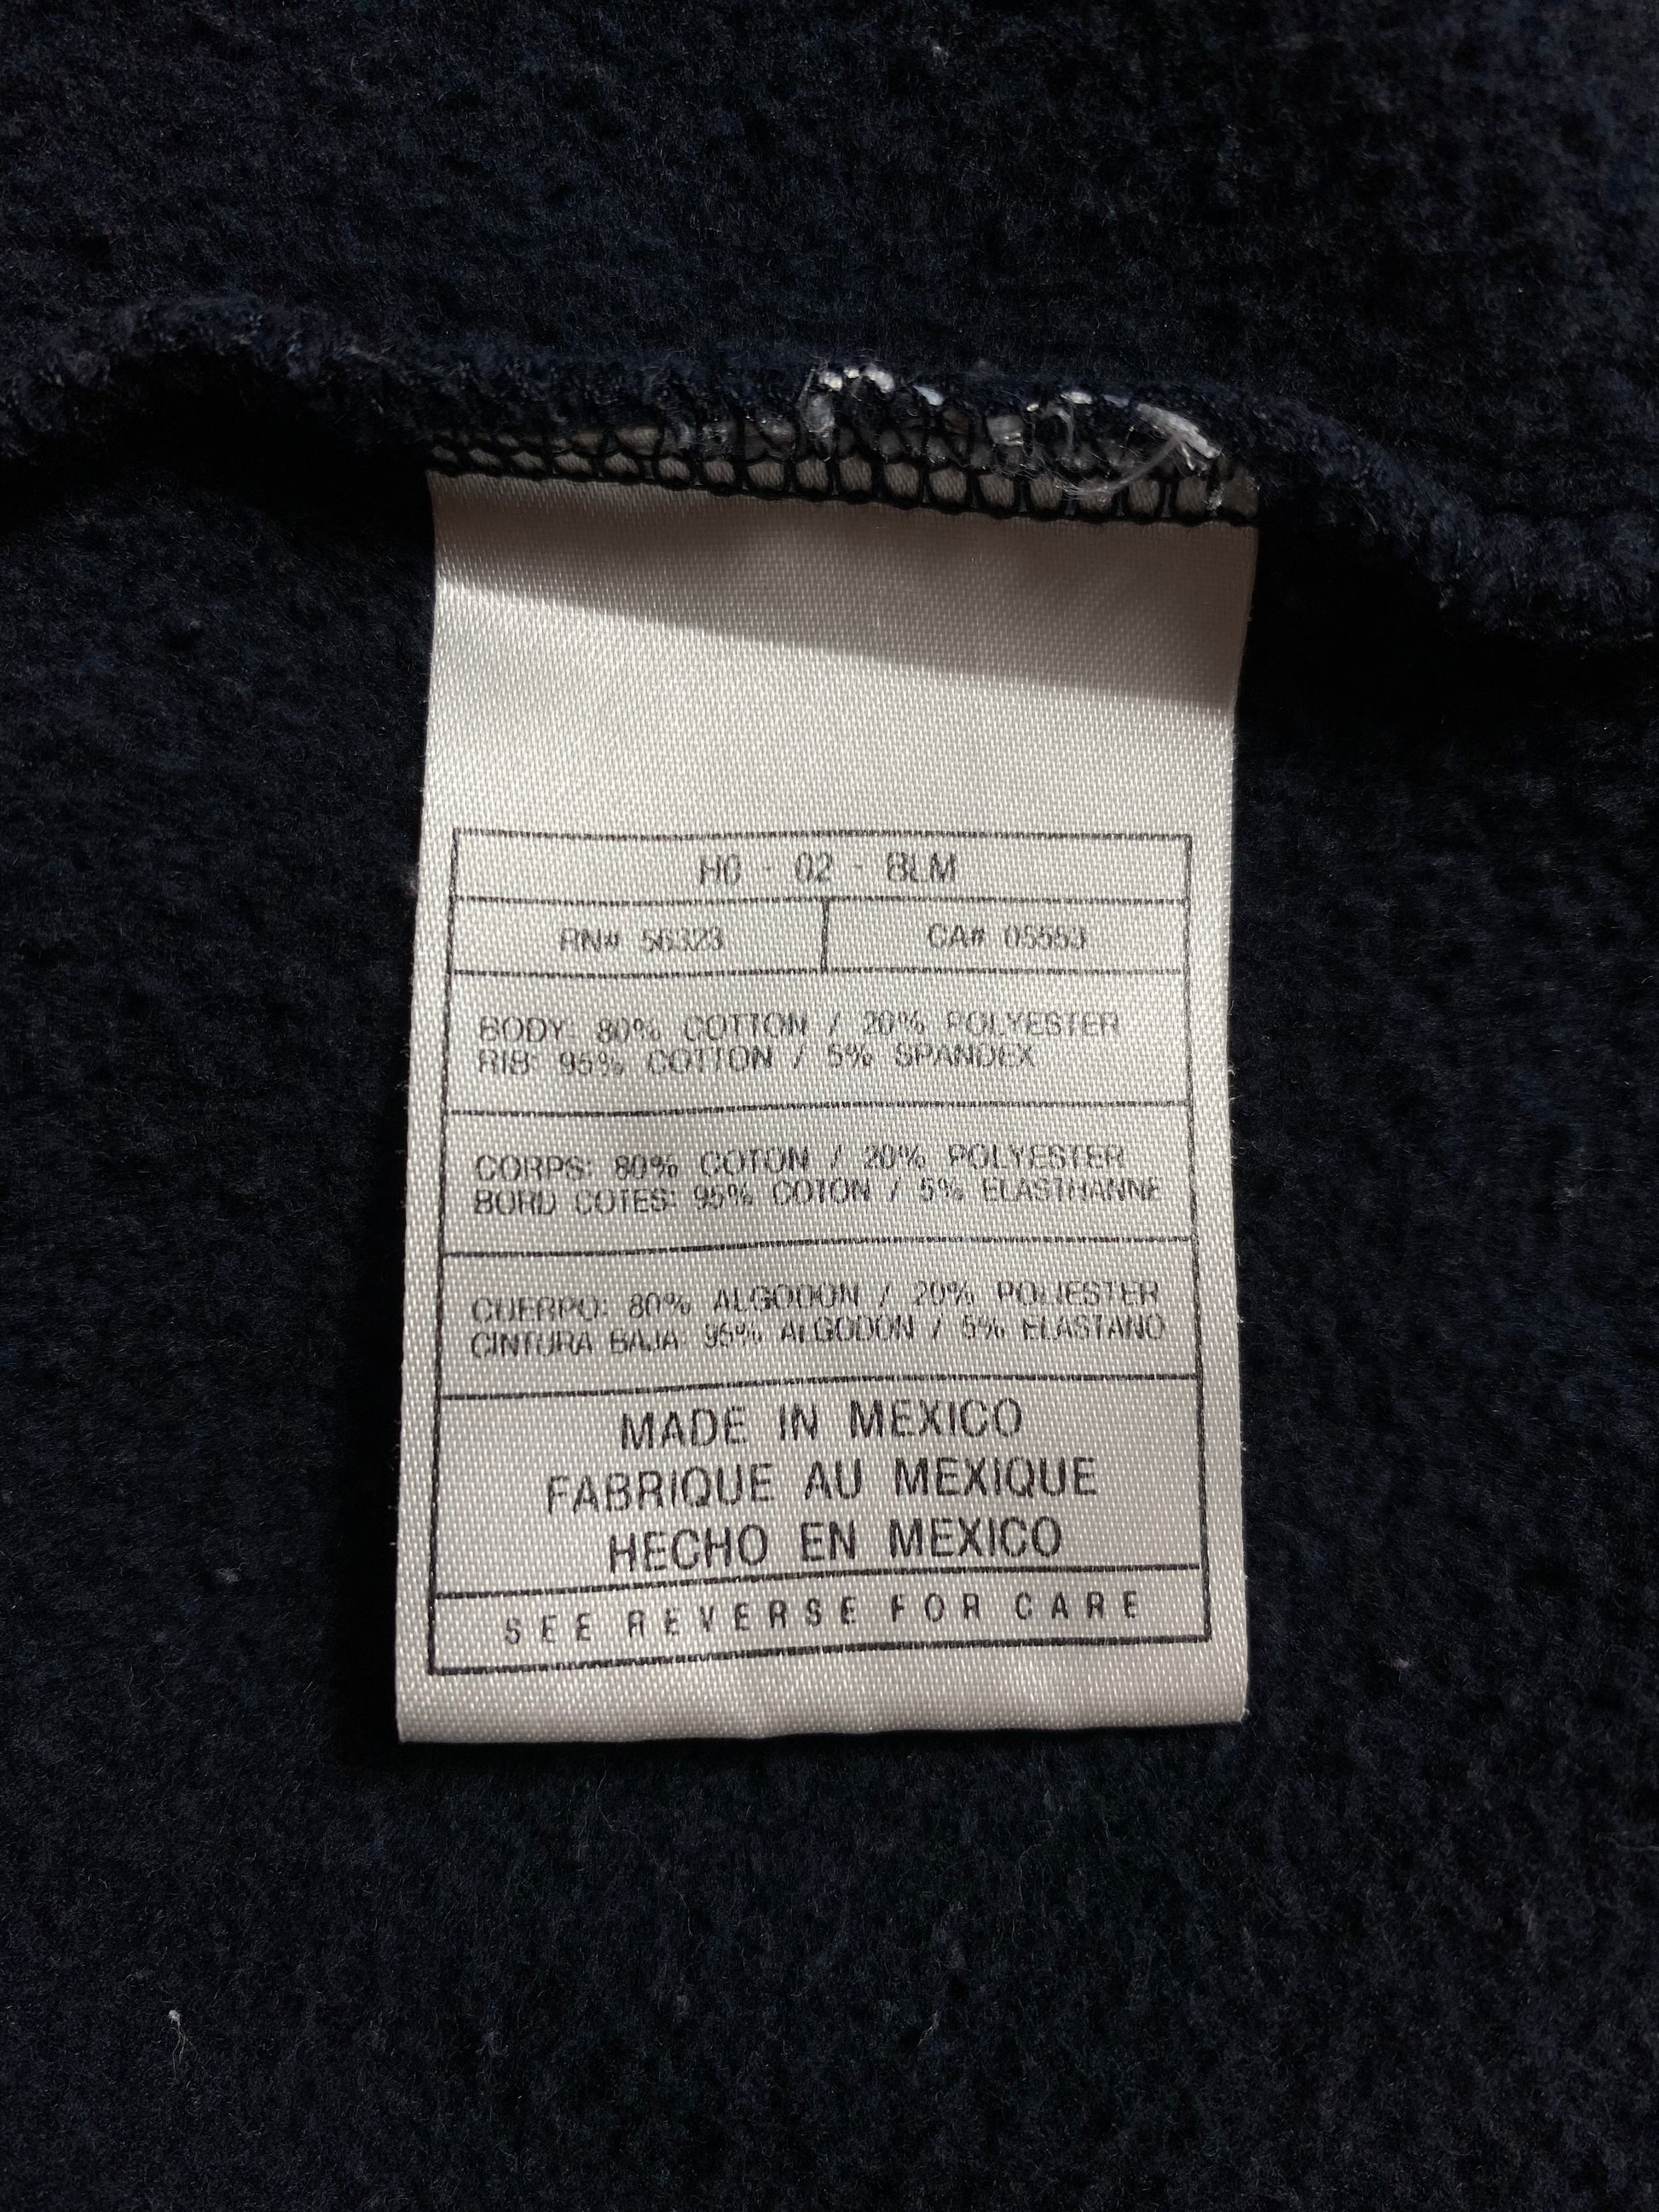 H0 - 02 - BLM
RN# 56323
CA# 05553
BODY: 80% COTTON / 20% POLYESTER
RIB: 95% COTTON / 5% SPANDEX
CORPS: 80% COTON / 20% POLYESTER
BORD COTES: 95% COTON / 5% ELASTHANNE
CUERPO: 80% ALGODON / 20% POLIESTER
CINTURA BAJA: 95% ALGODON / 5% ELASTANO
MADE IN MEXICO
FABRIQUE AU MEXIQUE
HECHO EN MEXICO
SEE REVERSE FOR CARE